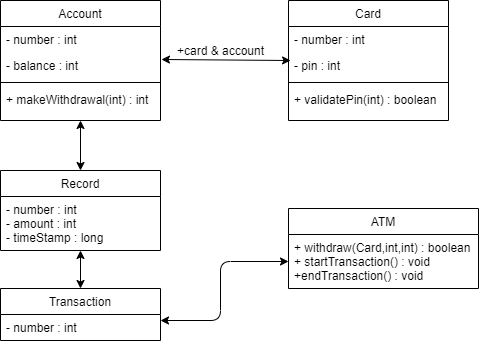 Account
- number : int
- balance : int
+ makeWithdrawal(int) : int
+card & account
Card
- number : int
- pin : int
+ validatePin(int) : boolean
Record
- number : int
- amount : int
- timeStamp : long
Transaction
- number : int
ATM
+ withdraw(Card,int,int) : boolean
+ startTransaction() : void
+endTransaction() : void